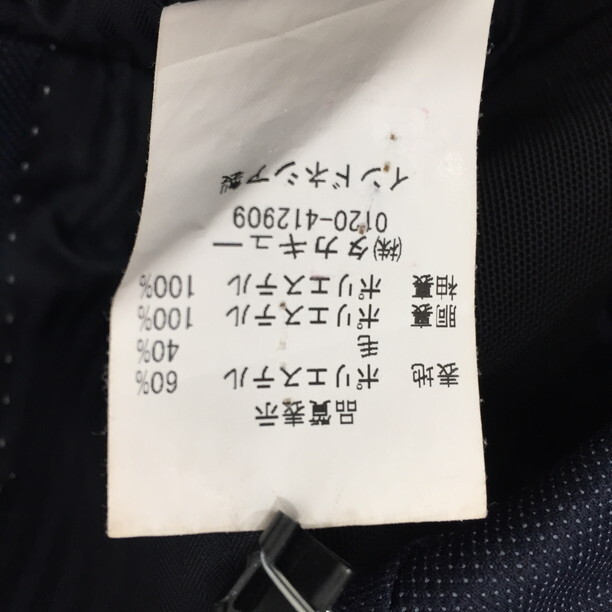 品質表示
表地 ポリエステル 60%
毛 40%
胴裏 ポリエステル 100%
袖裏 ポリエステル 100%
㈱タカキュー
0120-412909
インドネシア製